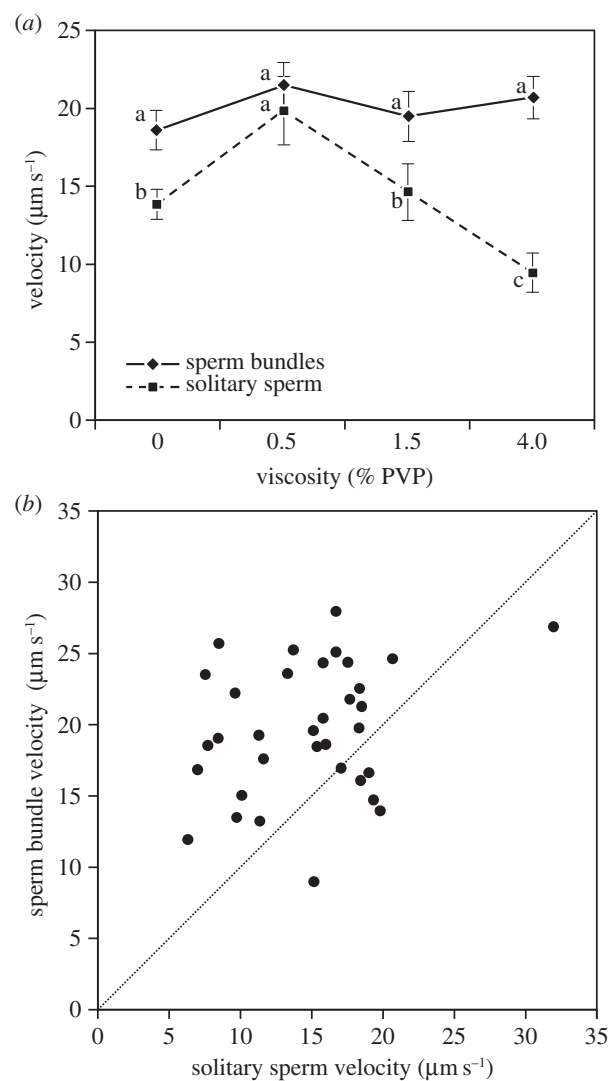 (a)
25
20
15
10
5
0
velocity (μm s⁻¹)
a
a
a
a
a
b
b
c
sperm bundles
solitary sperm
0 0.5 1.5 4.0
viscosity (% PVP)
(b)
35
30
25
20
15
10
5
0
sperm bundle velocity (μm s⁻¹)
0 5 10 15 20 25 30 35
solitary sperm velocity (μm s⁻¹)